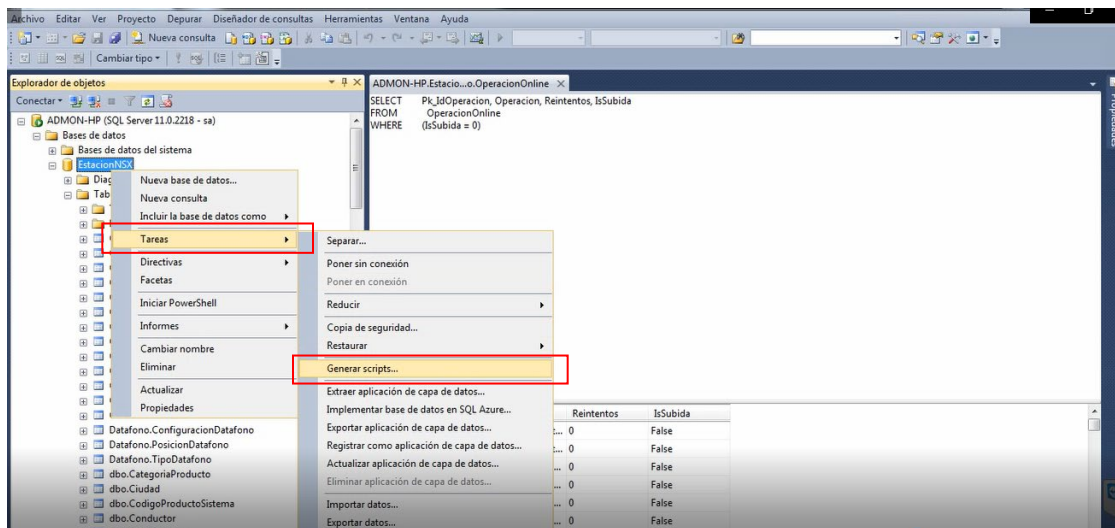 Archivo Editar Ver Proyecto Depurar Diseñador de consultas Herramientas Ventana Ayuda
Nueva consulta
Cambiar tipo
Explorador de objetos
ADMON-HP.Estacio...o.OperacionOnline
Conectar
ADMON-HP (SQL Server 11.0.2218 - sa)
Bases de datos
Bases de datos del sistema
EstacionNSX
Diag
Tab
SELECT Pk_IdOperacion, Operacion, Reintentos, IsSubida
FROM OperacionOnline
WHERE (IsSubida = 0)
Propiedades
Nueva base de datos...
Nueva consulta
Incluir la base de datos como
Tareas
Directivas
Facetas
Iniciar PowerShell
Informes
Cambiar nombre
Eliminar
Actualizar
Propiedades
Separar...
Poner sin conexión
Poner en conexión
Reducir
Copia de seguridad...
Restaurar
Generar scripts...
Extraer aplicación de capa de datos...
Implementar base de datos en SQL Azure...
Exportar aplicación de capa de datos...
Registrar como aplicación de capa de datos...
Actualizar aplicación de capa de datos...
Eliminar aplicación de capa de datos...
Importar datos...
Exportar datos...
Datafono.ConfiguracionDatafono
Datafono.PosicionDatafono
Datafono.TipoDatafono
dbo.CategoriaProducto
dbo.Ciudad
dbo.CodigoProductoSistema
dbo.Conductor
Reintentos IsSubida
... 0 False
... 0 False
... 0 False
... 0 False
... 0 False
... 0 False
... 0 False